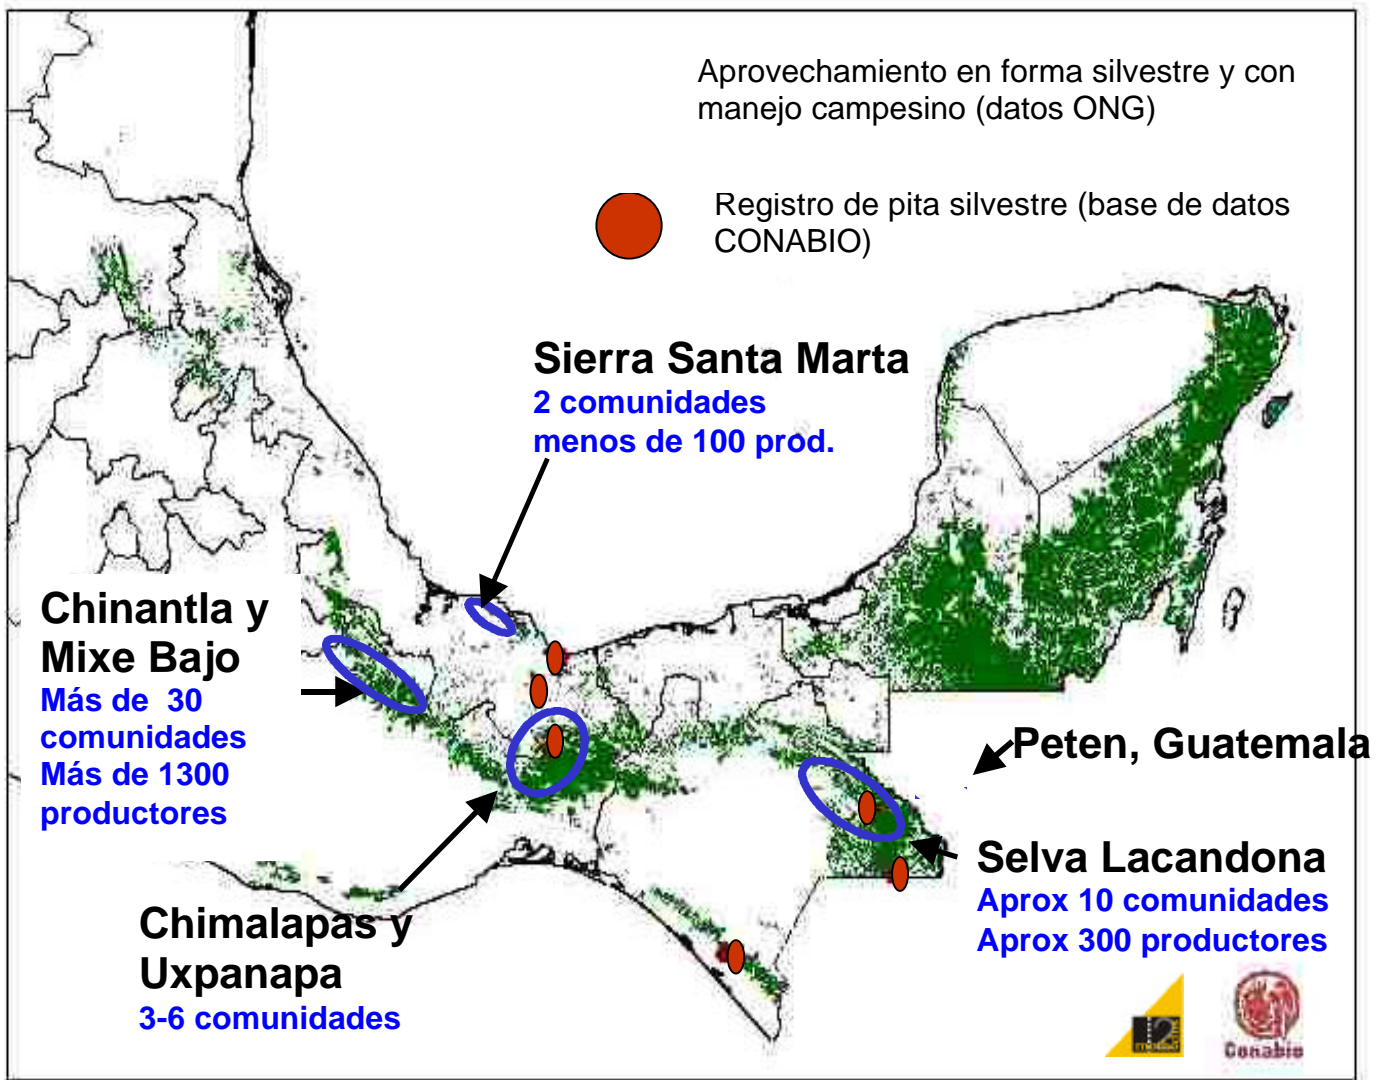 Aprovechamiento en forma silvestre y con
manejo campesino (datos ONG)
Registro de pita silvestre (base de datos
CONABIO)
Sierra Santa Marta
2 comunidades
menos de 100 prod.
Chinantla y
Mixe Bajo
Más de 30
comunidades
Más de 1300
productores
Peten, Guatemala
Selva Lacandona
Aprox 10 comunidades
Aprox 300 productores
Chimalapas y
Uxpanapa
3-6 comunidades
Conabio